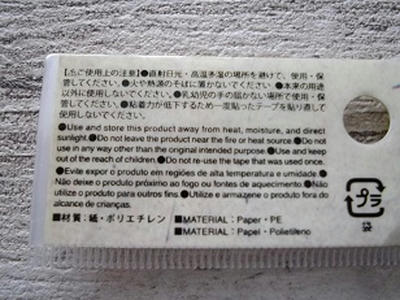 【⚠ご使用上の注意】●直射日光・高温多湿の場所を避けて、使用・保
管してください。●火や熱源のそばに置かないでください。●本来の用途
以外に使用しないでください。●乳幼児の手の届かない場所で使用・保
管してください。●粘着力が低下するため一度貼ったテープを貼り直して
使用しないでください。
●Use and store this product away from heat, moisture, and direct
sunlight.●Do not leave the product near the fire or heat source.●Do not
use in any way other than the original intended purpose.●Use and keep
out of the reach of children.●Do not re-use the tape that was used once.
●Evite expor o produto em regiões de alta temperatura e umidade.●
Não deixe o produto próximo ao fogo ou fontes de aquecimento.●Não
utilize o produto para outros fins.●Utilize e armazene o produto fora do
alcance de crianças.
■材質：紙・ポリエチレン ■MATERIAL：Paper・PE
■MATERIAL：Papel・Polietileno
プラ
袋